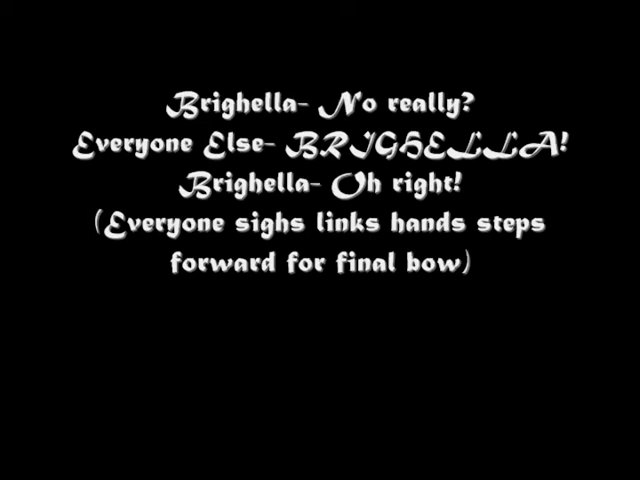 Brighella- No really?
Everyone Else- BRIGHELLA!
Brighella- Oh right!
(Everyone sighs links hands steps
forward for final bow)